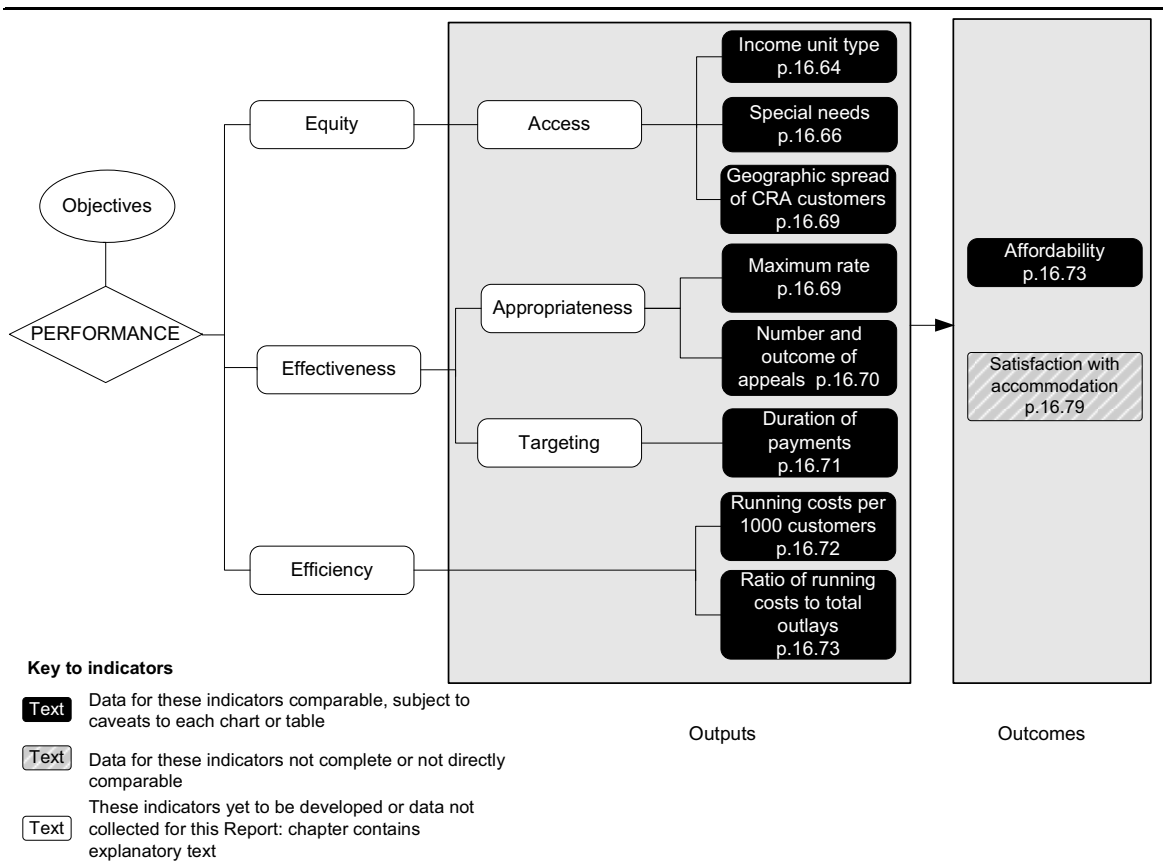 Objectives
PERFORMANCE
Equity
Access
Income unit type
p.16.64
Special needs
p.16.66
Geographic spread
of CRA customers
p.16.69
Effectiveness
Appropriateness
Maximum rate
p.16.69
Number and
outcome of
appeals p.16.70
Targeting
Duration of
payments
p.16.71
Efficiency
Running costs per
1000 customers
p.16.72
Ratio of running
costs to total
outlays
p.16.73
Affordability
p.16.73
Satisfaction with
accommodation
p.16.79
Outputs
Outcomes
Key to indicators
Text
Data for these indicators comparable, subject to
caveats to each chart or table
Text
Data for these indicators not complete or not directly
comparable
Text
These indicators yet to be developed or data not
collected for this Report: chapter contains
explanatory text